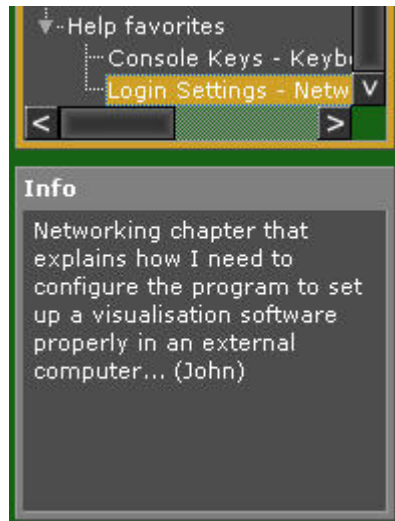 Help favorites
Console Keys - Keyb
Login Settings - Netw
Info
Networking chapter that
explains how I need to
configure the program to set
up a visualisation software
properly in an external
computer... (John)